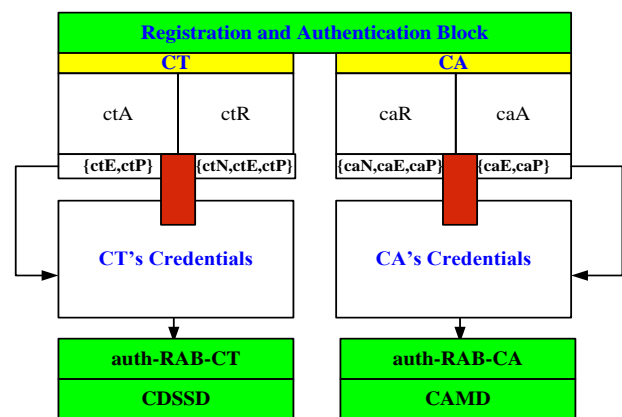 Registration and Authentication Block
CT
CA
ctA
ctR
caR
caA
{ctE,ctP}
{ctN,ctE,ctP}
{caN,caE,caP}
{caE,caP}
CT's Credentials
CA's Credentials
auth-RAB-CT
auth-RAB-CA
CDSSD
CAMD